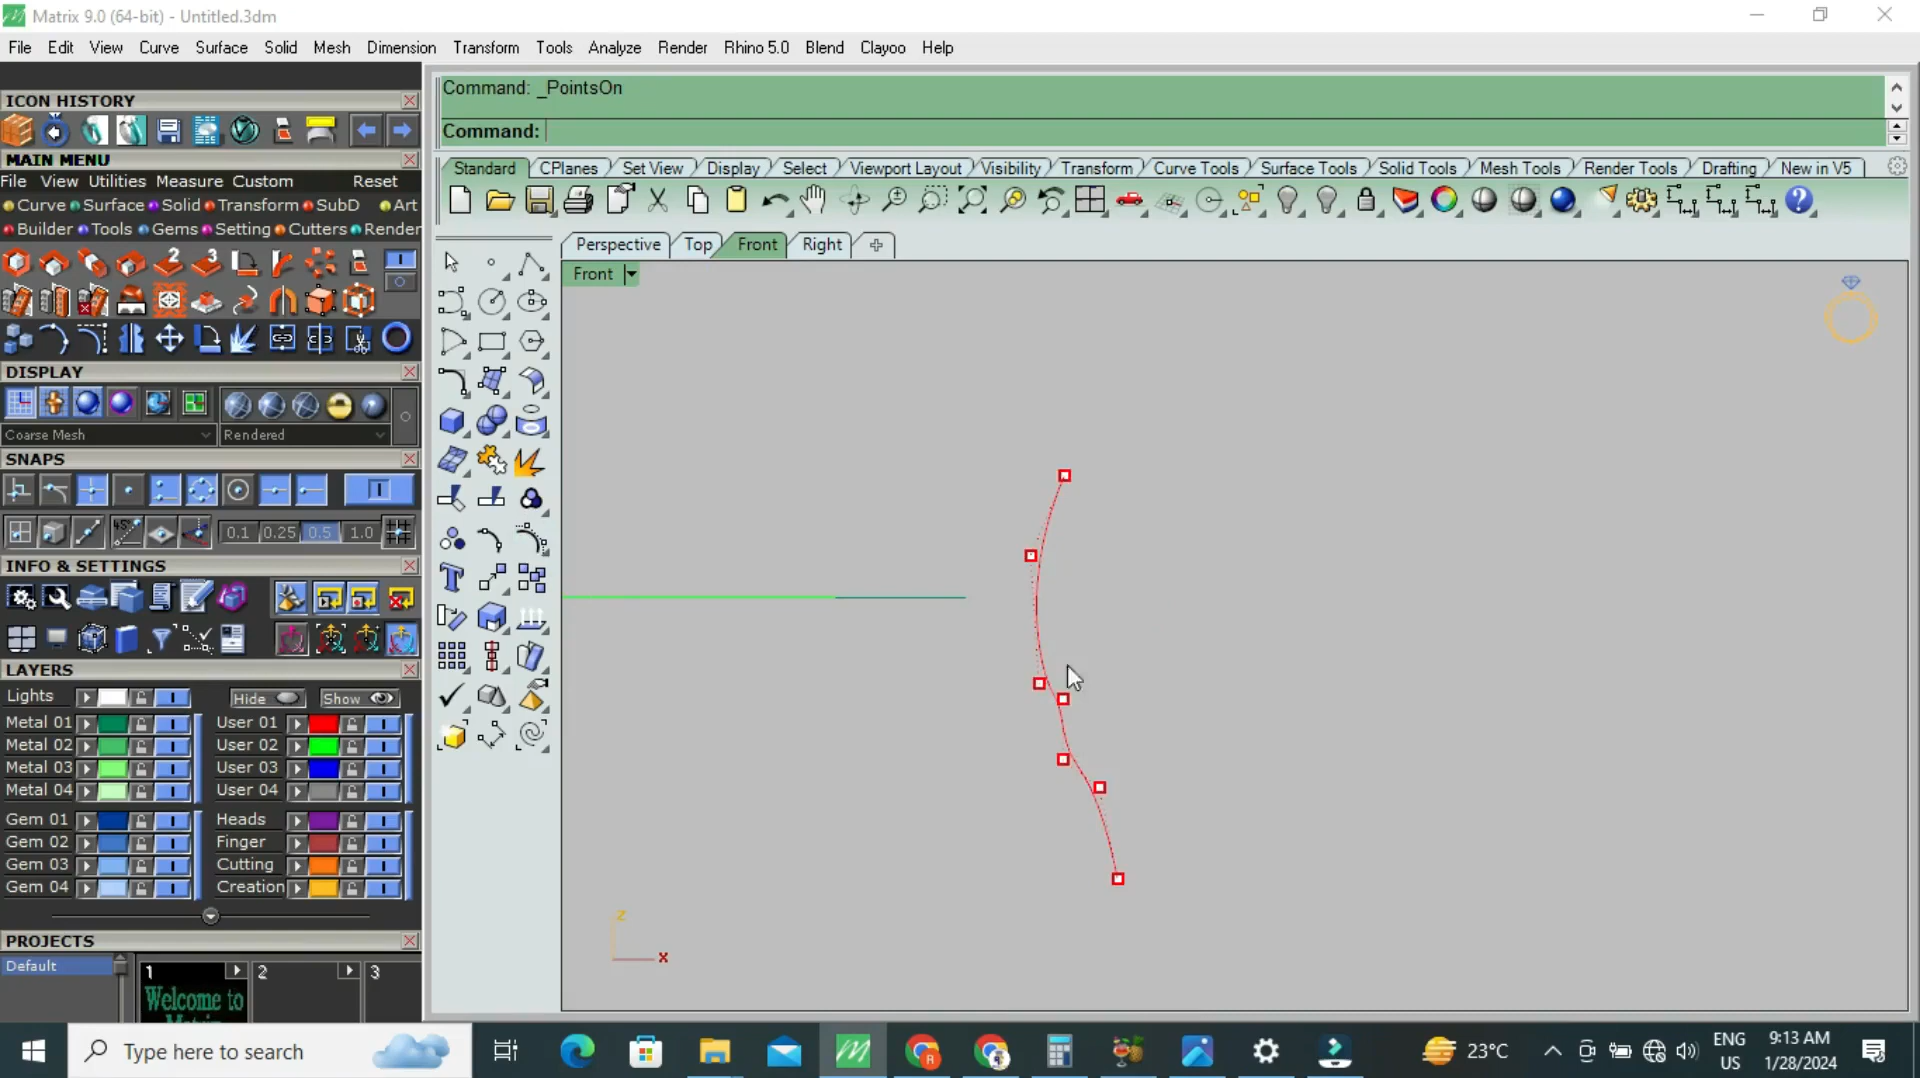 Matrix 9.0 (64-bit) - Untitled.3dm
File Edit View Curve Surface Solid Mesh Dimension Transform Tools Analyze Render Rhino 5.0 Blend Clayoo Help
ICON HISTORY
MAIN MENU
File View Utilities Measure Custom Reset
Curve Surface Solid Transform SubD Art
Builder Tools Gems Setting Cutters Render
2 3
DISPLAY
Coarse Mesh Rendered
SNAPS
45°
0.1 0.25 0.5 1.0
INFO & SETTINGS
LAYERS
Lights Hide Show
Metal 01 User 01
Metal 02 User 02
Metal 03 User 03
Metal 04 User 04
Gem 01 Heads
Gem 02 Finger
Gem 03 Cutting
Gem 04 Creation
PROJECTS
Default
1 2 3
Welcome to
Matrix
Command: _PointsOn
Command:
Standard CPlanes Set View Display Select Viewport Layout Visibility Transform Curve Tools Surface Tools Solid Tools Mesh Tools Render Tools Drafting New in V5
Perspective Top Front Right
Front
z
x
Type here to search
R
23°C
ENG
US
9:13 AM
1/28/2024